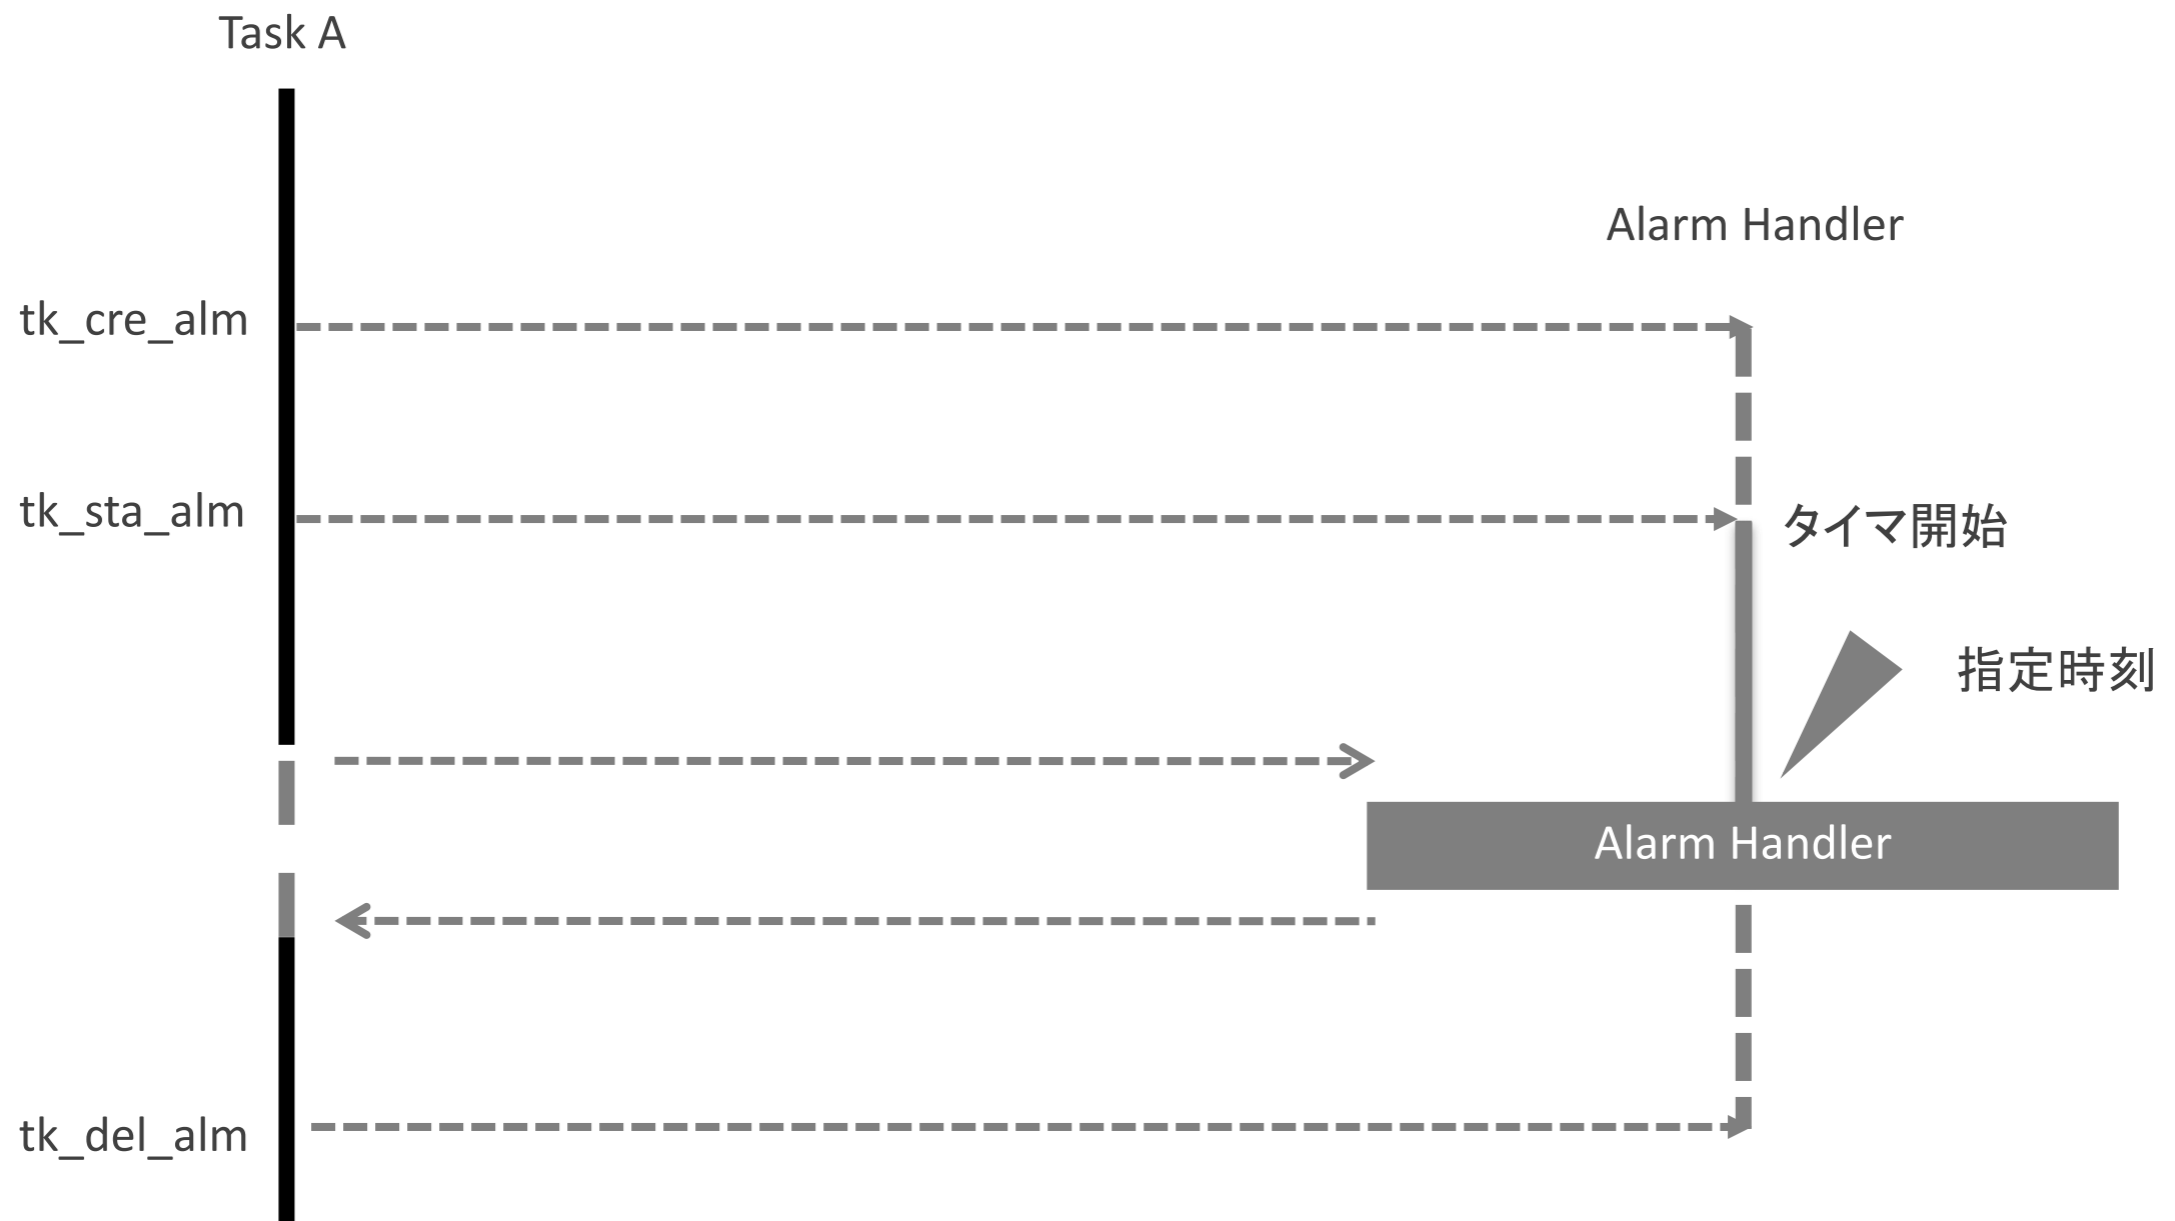 Task A
Alarm Handler
tk_cre_alm
tk_sta_alm
タイマ開始
指定時刻
Alarm Handler
tk_del_alm